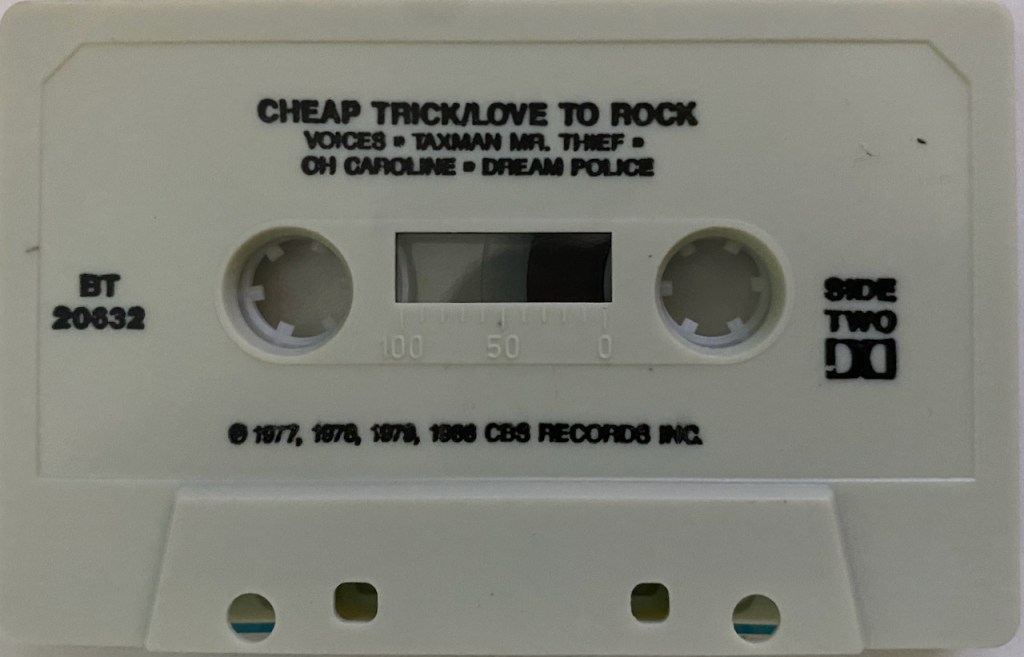 CHEAP TRICK/LOVE TO ROCK
VOICES • TAXMAN MR. THIEF •
OH CAROLINE • DREAM POLICE
BT
20632
SIDE
TWO
100 50 0
℗ 1977, 1978, 1979, 1986 CBS RECORDS INC.